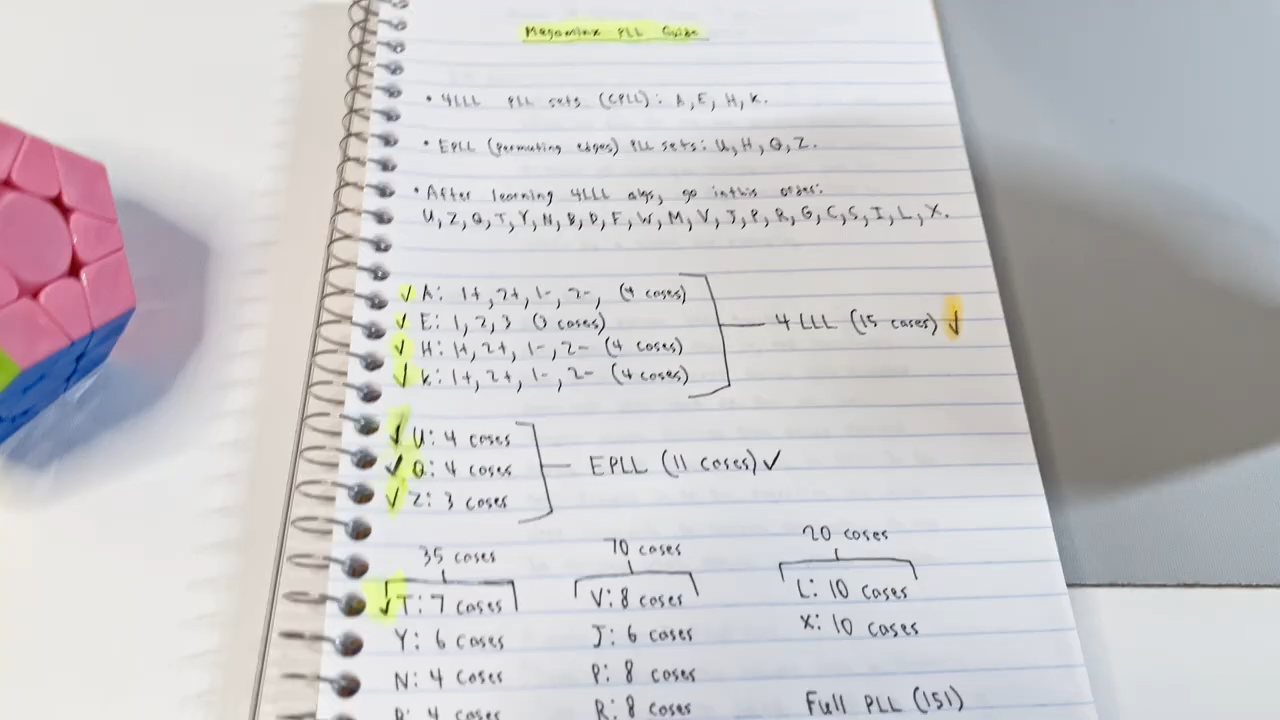 Megaminx PLL Guide
• 4LLL PLL sets (CPLL): A, E, H, K.
• EPLL (Permuting edges) PLL sets: U, H, Q, Z.
• After learning 4LLL algs, go in this order:
U, Z, Q, T, Y, N, B, D, F, W, M, V, J, P, R, G, C, S, I, L, X.
✓ A: 1+, 2+, 1-, 2-, (4 cases)
✓ E: 1, 2, 3 (3 cases)
✓ H: 1+, 2+, 1-, 2- (4 cases)
✓ K: 1+, 2+, 1-, 2- (4 cases)
4LLL (15 cases) ✓
✓ U: 4 cases
✓ Q: 4 cases
✓ Z: 3 cases
EPLL (11 cases) ✓
35 cases
✓ T: 7 cases
Y: 6 cases
N: 4 cases
B: 4 cases
70 cases
V: 8 cases
J: 6 cases
P: 8 cases
R: 8 cases
20 cases
L: 10 cases
X: 10 cases
Full PLL (151)